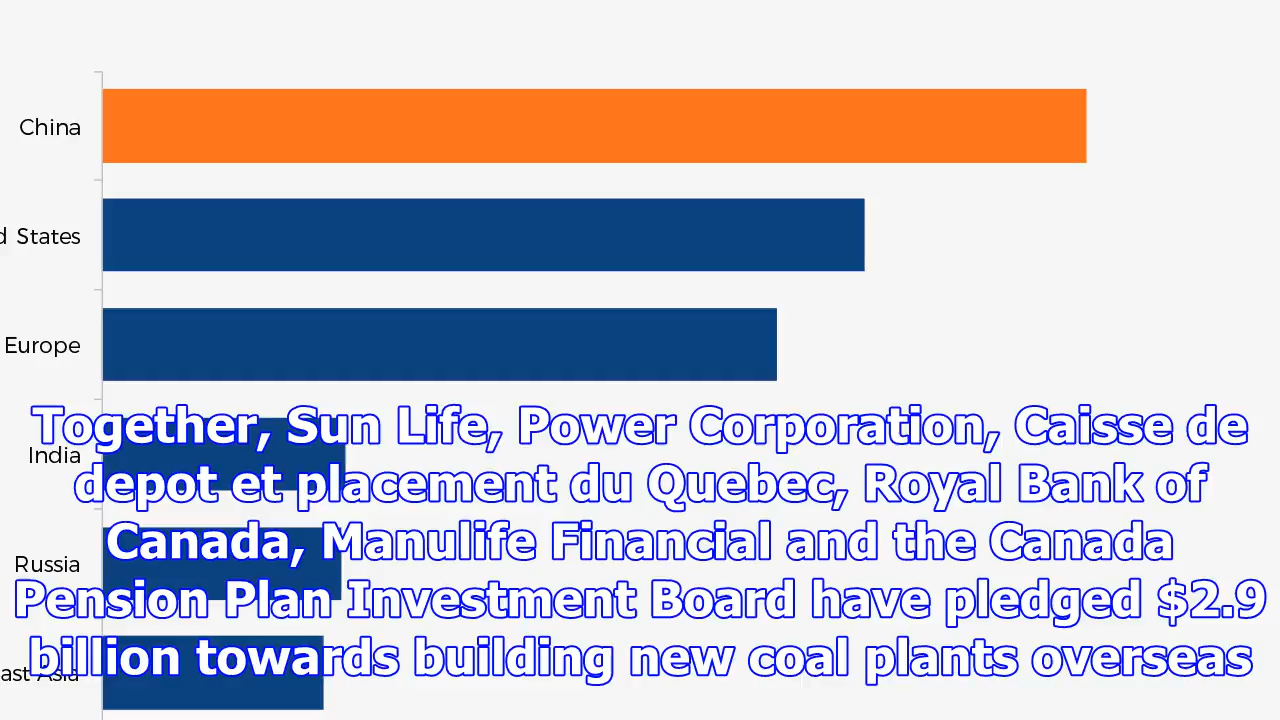 China
d States
Europe
India
Russia
ast Asia
Together, Sun Life, Power Corporation, Caisse de
depot et placement du Quebec, Royal Bank of
Canada, Manulife Financial and the Canada
Pension Plan Investment Board have pledged $2.9
billion towards building new coal plants overseas